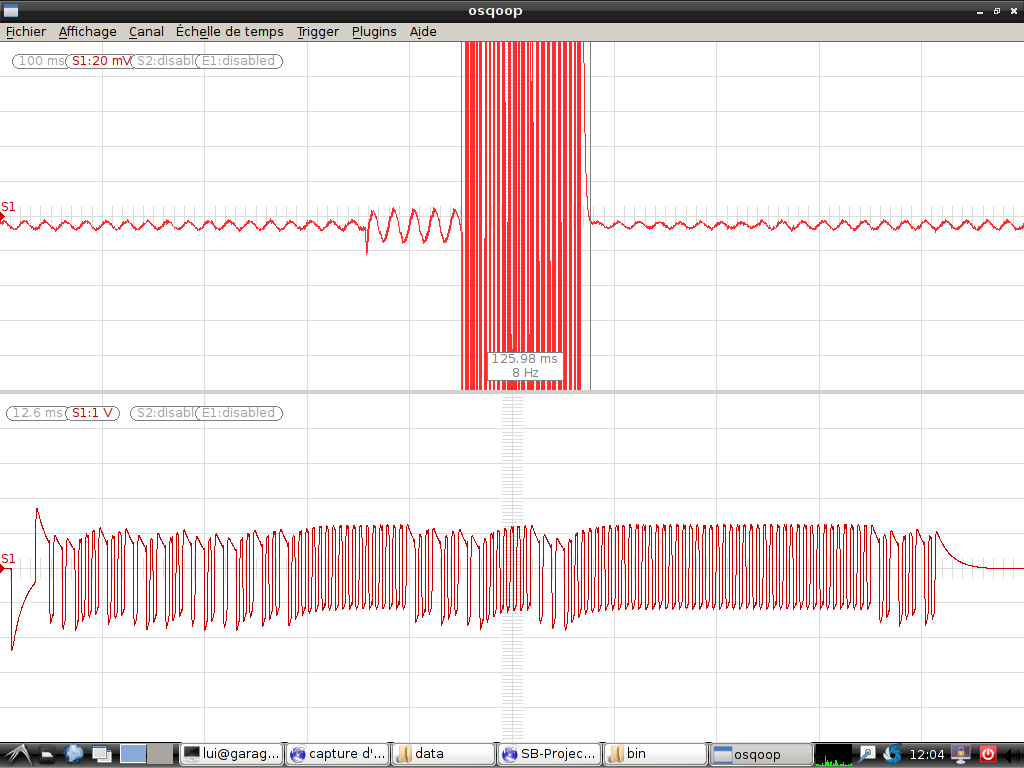 osqoop
Fichier Affichage Canal Échelle de temps Trigger Plugins Aide
100 ms S1:20 mV S2:disabl E1:disabled
S1
125.98 ms
8 Hz
12.6 ms S1:1 V S2:disabl E1:disabled
S1
lui@garag... capture d'... data SB-Projec... bin osqoop 12:04